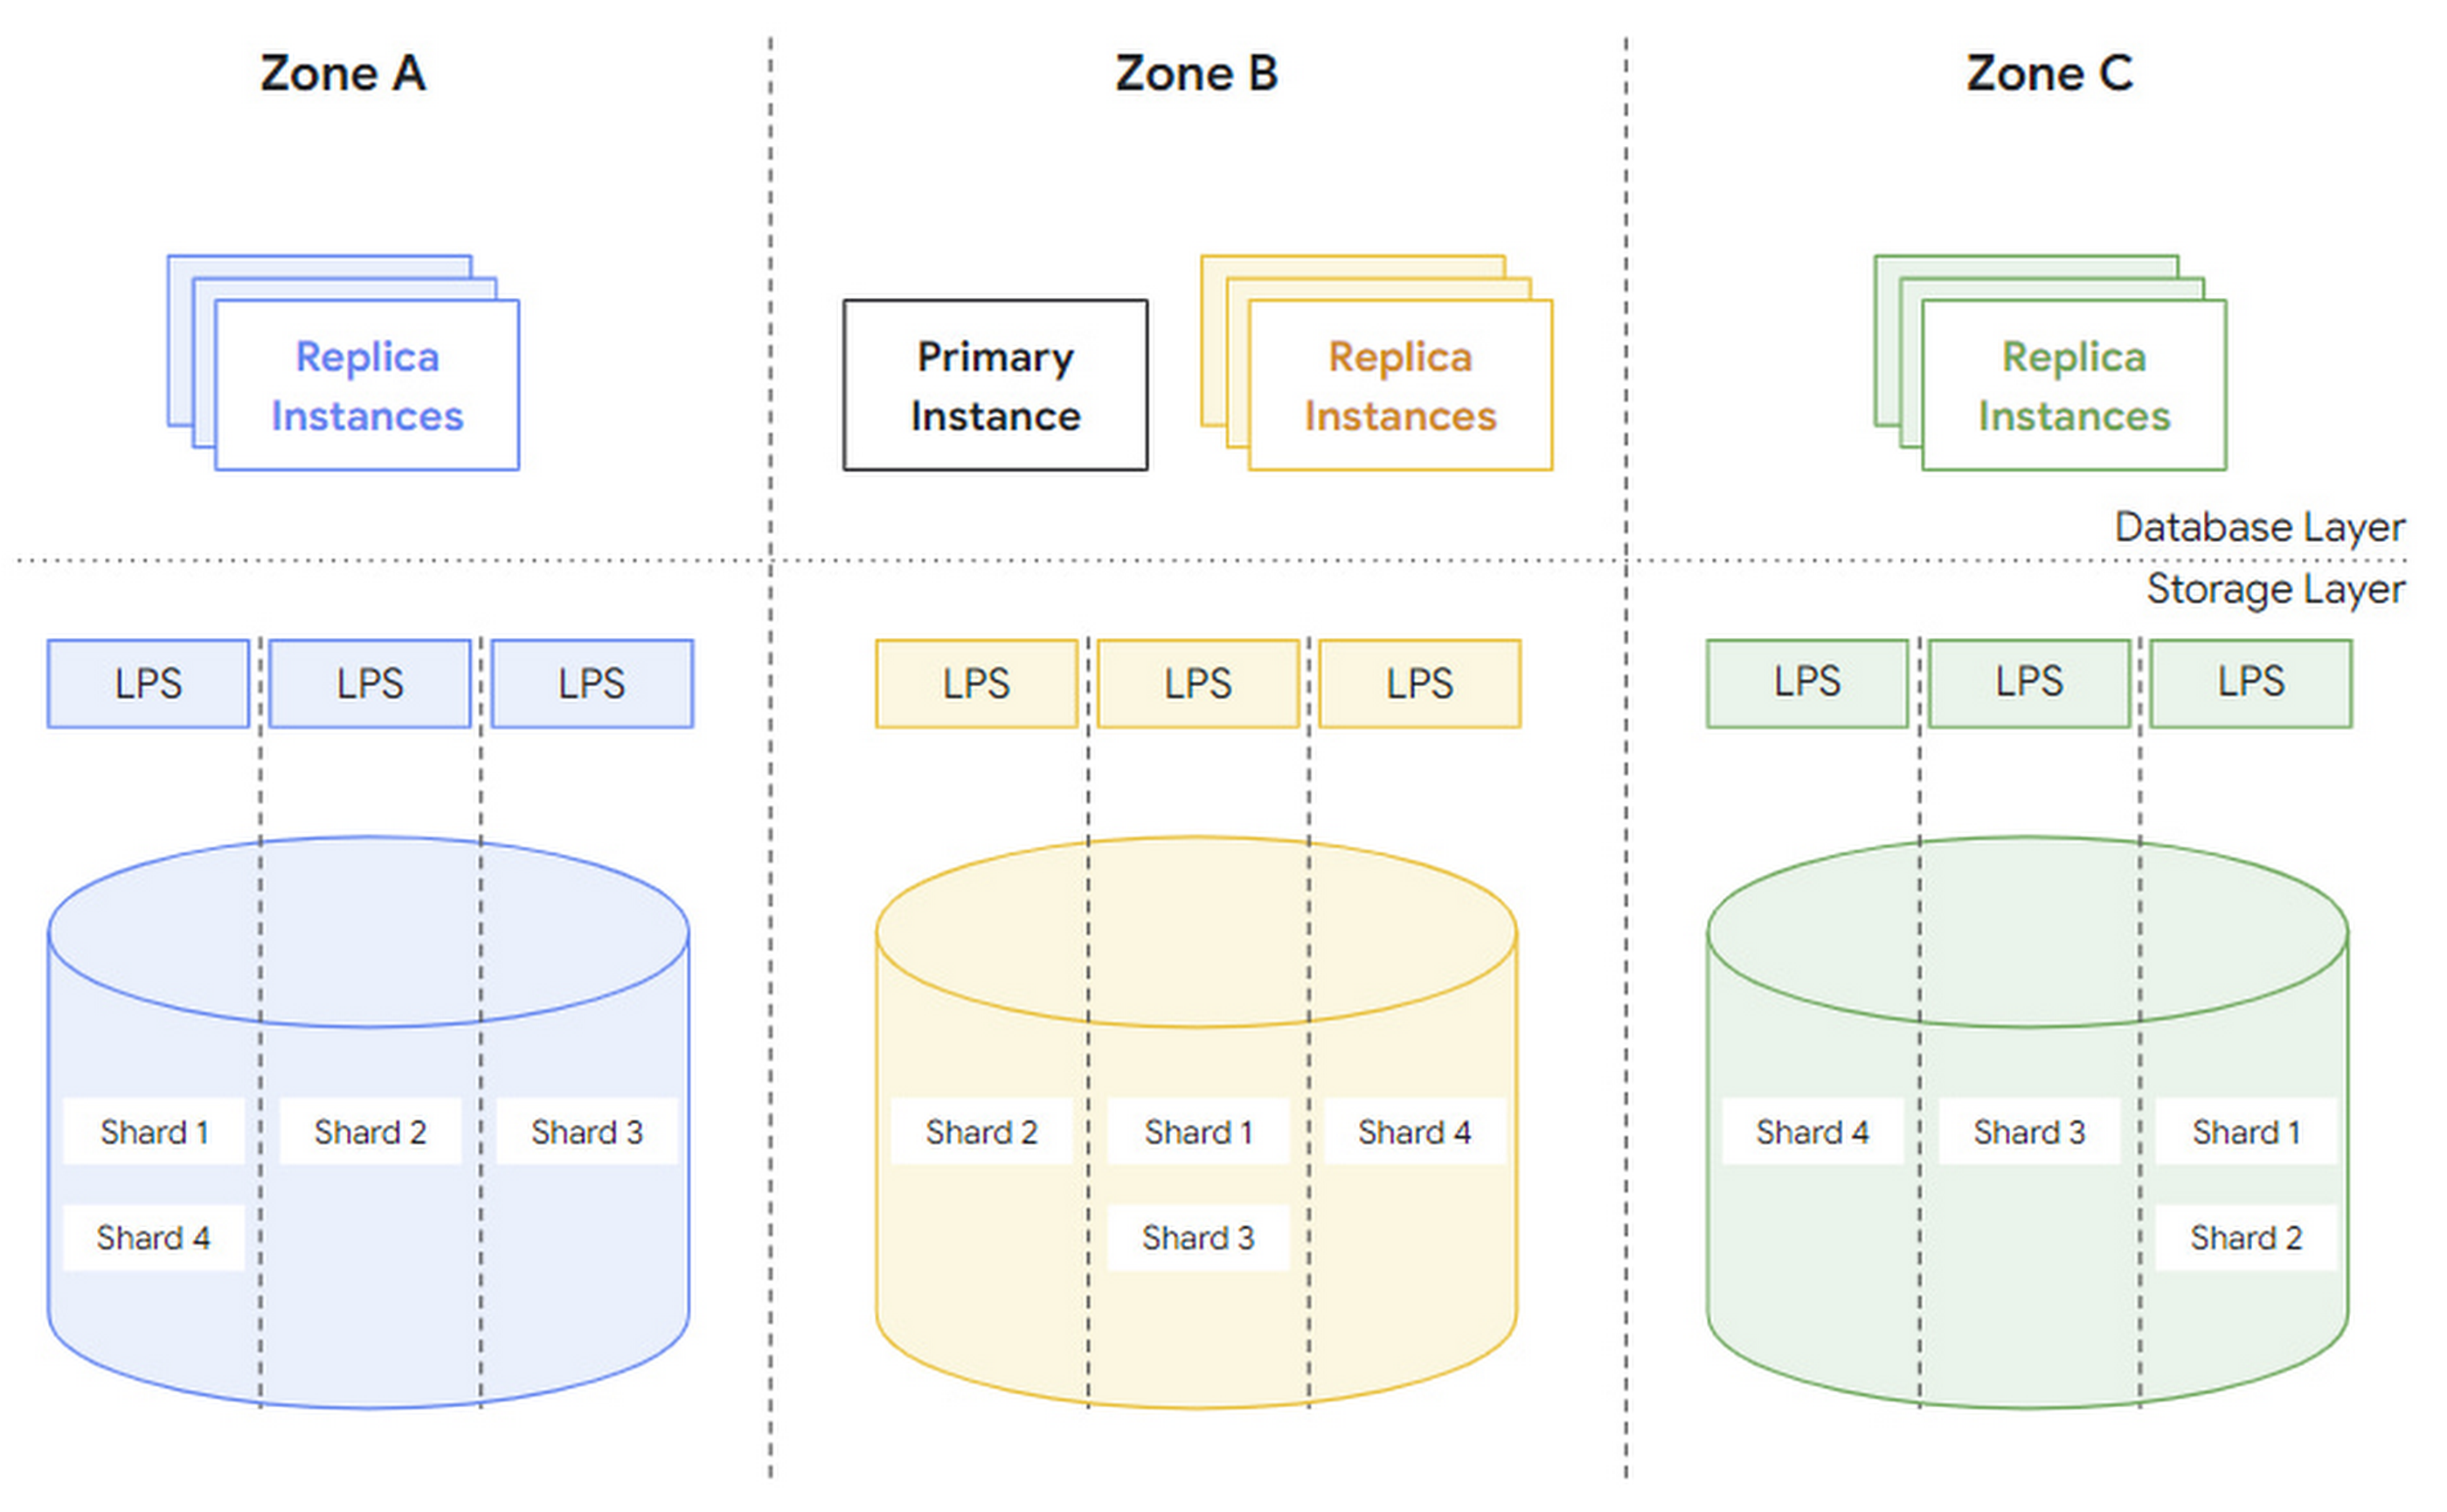 Zone A
Zone B
Zone C
Replica
Instances
Primary
Instance
Replica
Instances
Replica
Instances
Database Layer
Storage Layer
LPS
LPS
LPS
LPS
LPS
LPS
LPS
LPS
LPS
Shard 1
Shard 2
Shard 3
Shard 4
Shard 2
Shard 1
Shard 4
Shard 3
Shard 4
Shard 3
Shard 1
Shard 2